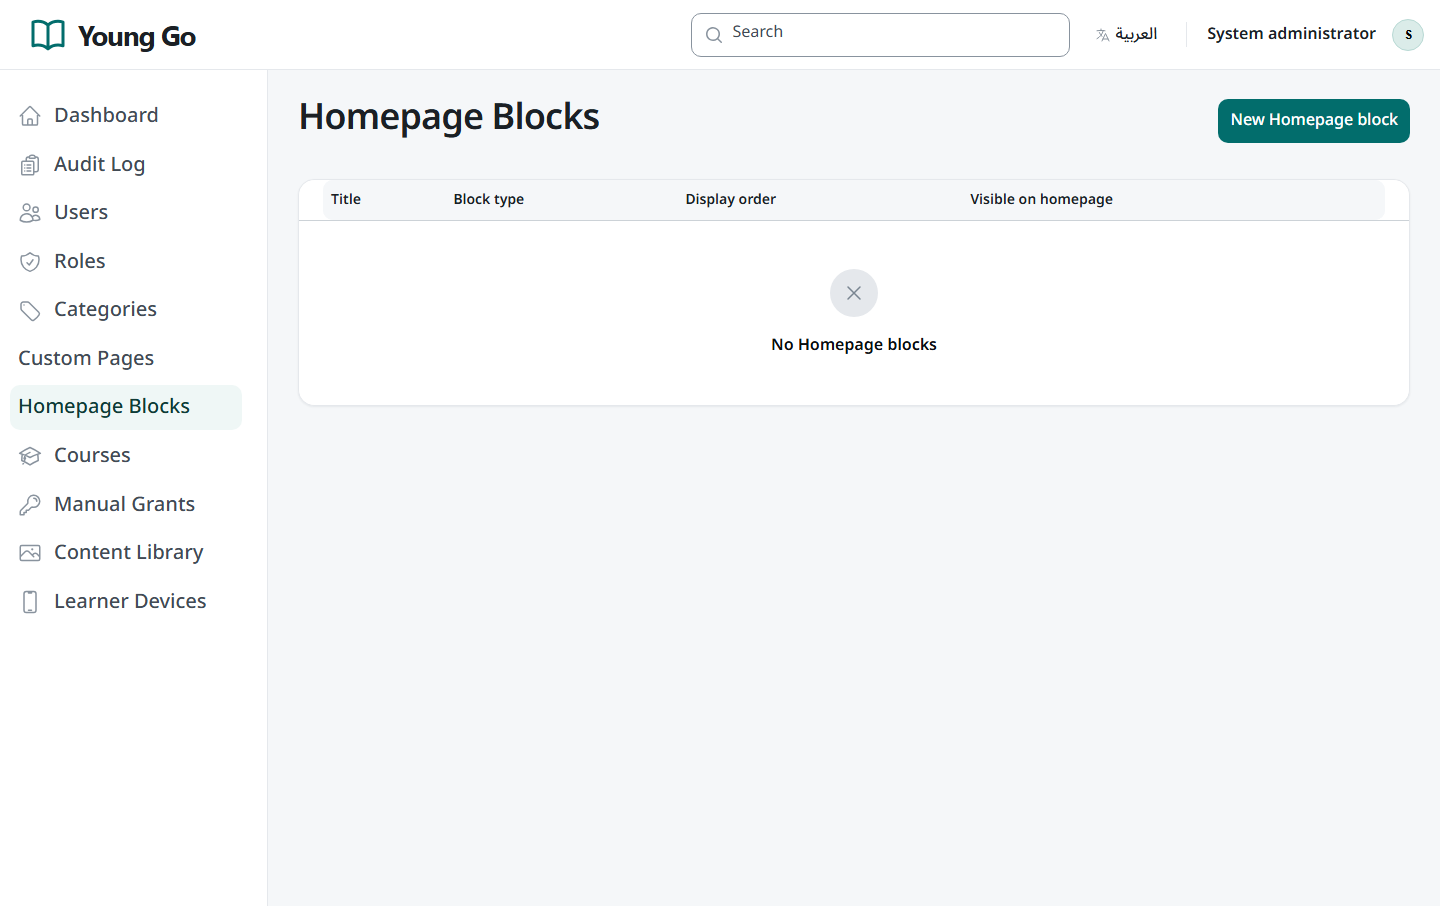 Young Go
Search
العربية
System administrator
S
Dashboard
Audit Log
Users
Roles
Categories
Custom Pages
Homepage Blocks
Courses
Manual Grants
Content Library
Learner Devices
Homepage Blocks
New Homepage block
Title Block type Display order Visible on homepage
No Homepage blocks